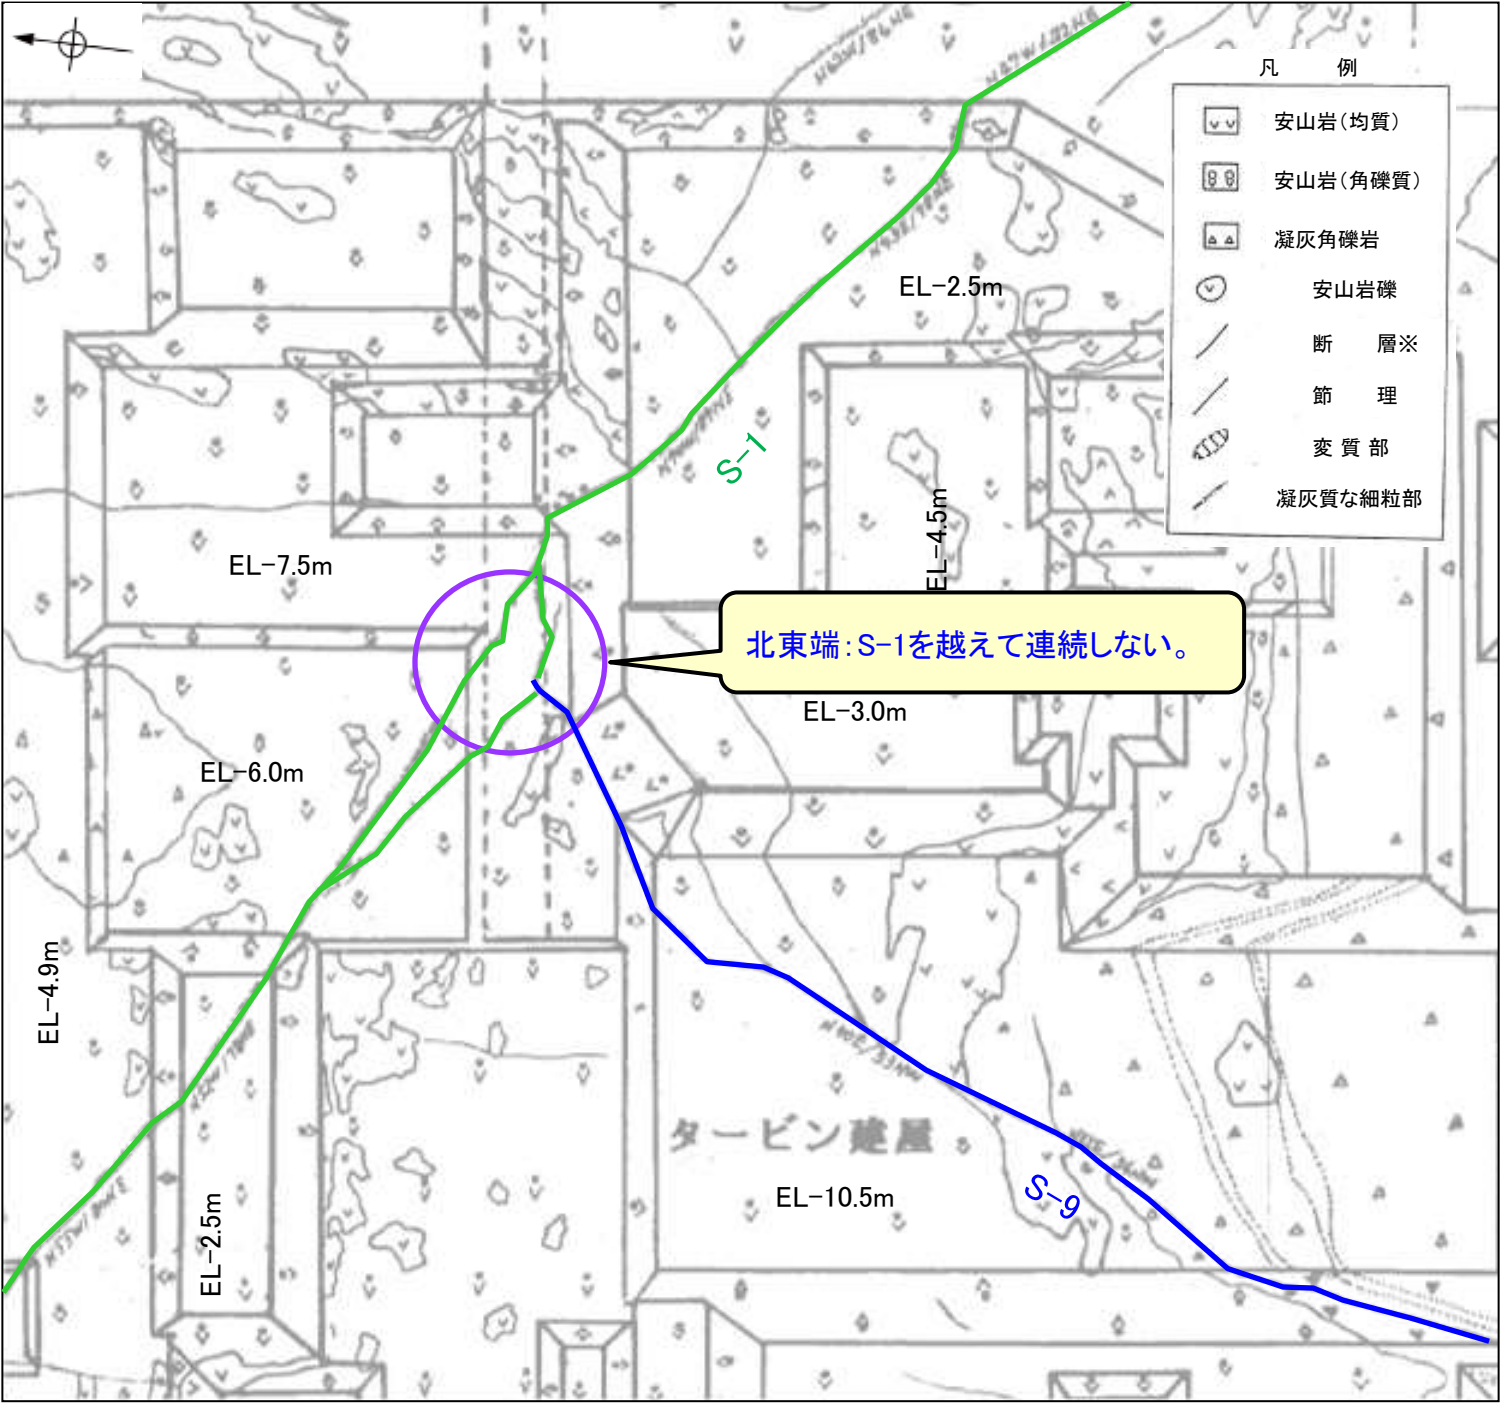 凡 例
安山岩(均質)
安山岩(角礫質)
凝灰角礫岩
安山岩礫
断 層※
節 理
変 質 部
凝灰質な細粒部
EL-2.5m
S-1
EL-4.5m
EL-7.5m
北東端:S-1を越えて連続しない。
EL-3.0m
EL-6.0m
EL-4.9m
タービン建屋
EL-10.5m
S-9
EL-2.5m